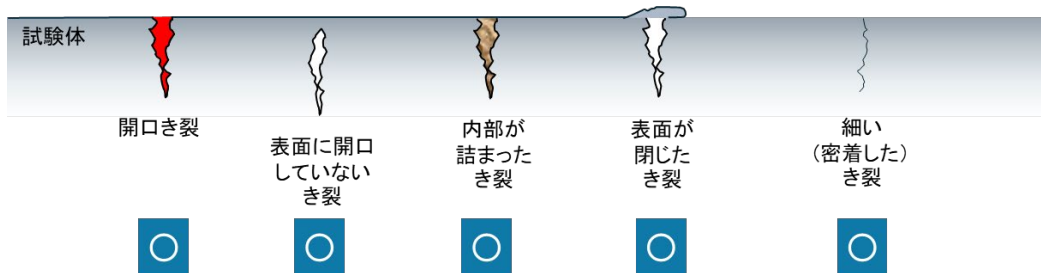 試験体
開口き裂
表面に開口
していない
き裂
内部が
詰まった
き裂
表面が
閉じた
き裂
細い
(密着した)
き裂
○
○
○
○
○